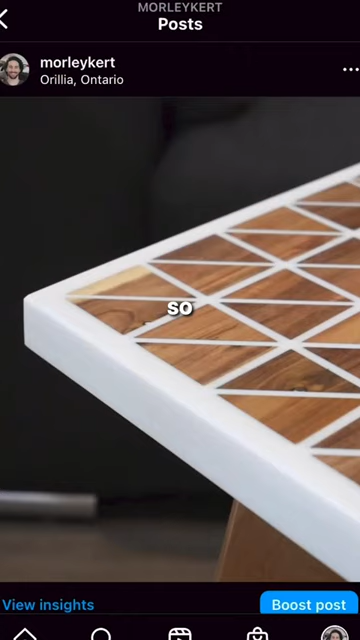 MORLEYKERT
Posts
morleykert
Orillia, Ontario
so
View insights
Boost post